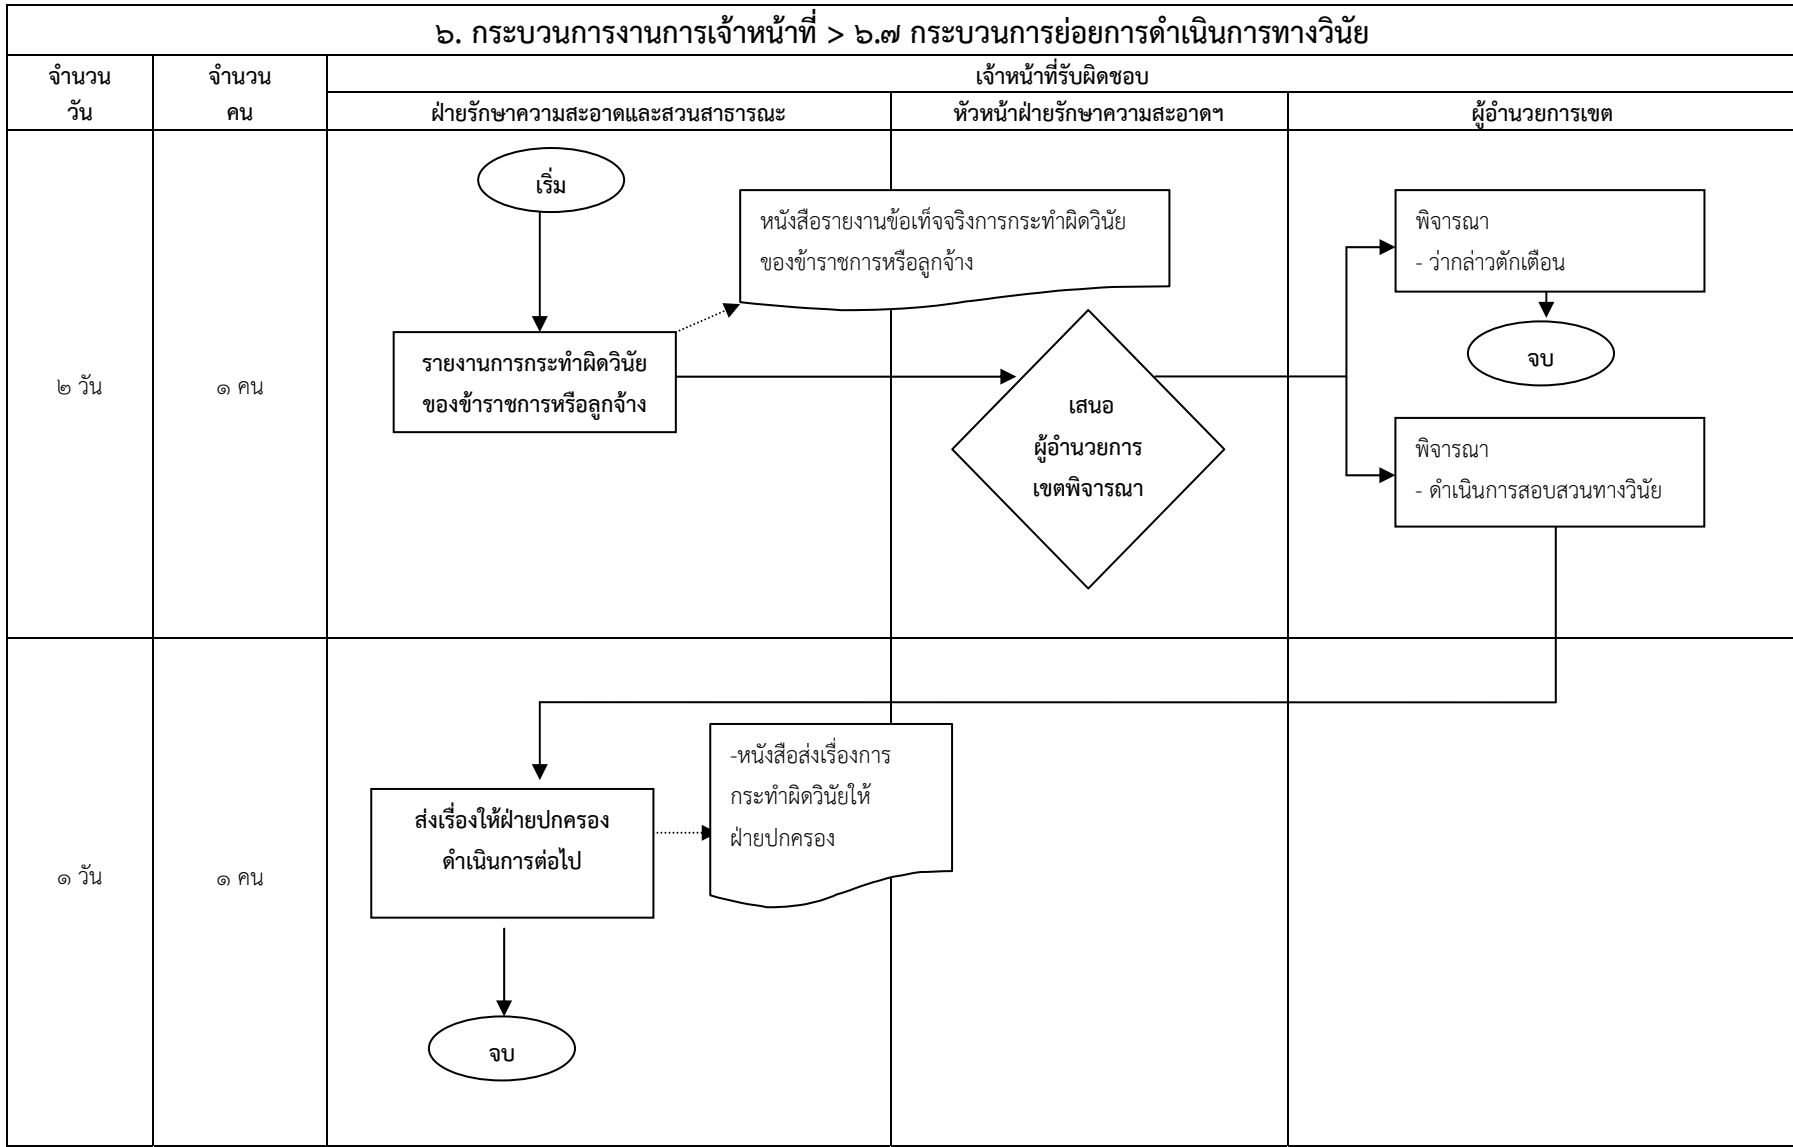 ๖. กระบวนการงานการเจ้าหน้าที่ > ๖.๗ กระบวนการย่อยการดำเนินการทางวินัย
จำนวน
วัน
จำนวน
คน
เจ้าหน้าที่รับผิดชอบ
ฝ่ายรักษาความสะอาดและสวนสาธารณะ
หัวหน้าฝ่ายรักษาความสะอาดฯ
ผู้อำนวยการเขต
๒ วัน
๑ คน
เริ่ม
หนังสือรายงานข้อเท็จจริงการกระทำผิดวินัย
ของข้าราชการหรือลูกจ้าง
รายงานการกระทำผิดวินัย
ของข้าราชการหรือลูกจ้าง
เสนอ
ผู้อำนวยการ
เขตพิจารณา
พิจารณา
- ว่ากล่าวตักเตือน
จบ
พิจารณา
- ดำเนินการสอบสวนทางวินัย
๑ วัน
๑ คน
ส่งเรื่องให้ฝ่ายปกครอง
ดำเนินการต่อไป
-หนังสือส่งเรื่องการ
กระทำผิดวินัยให้
ฝ่ายปกครอง
จบ